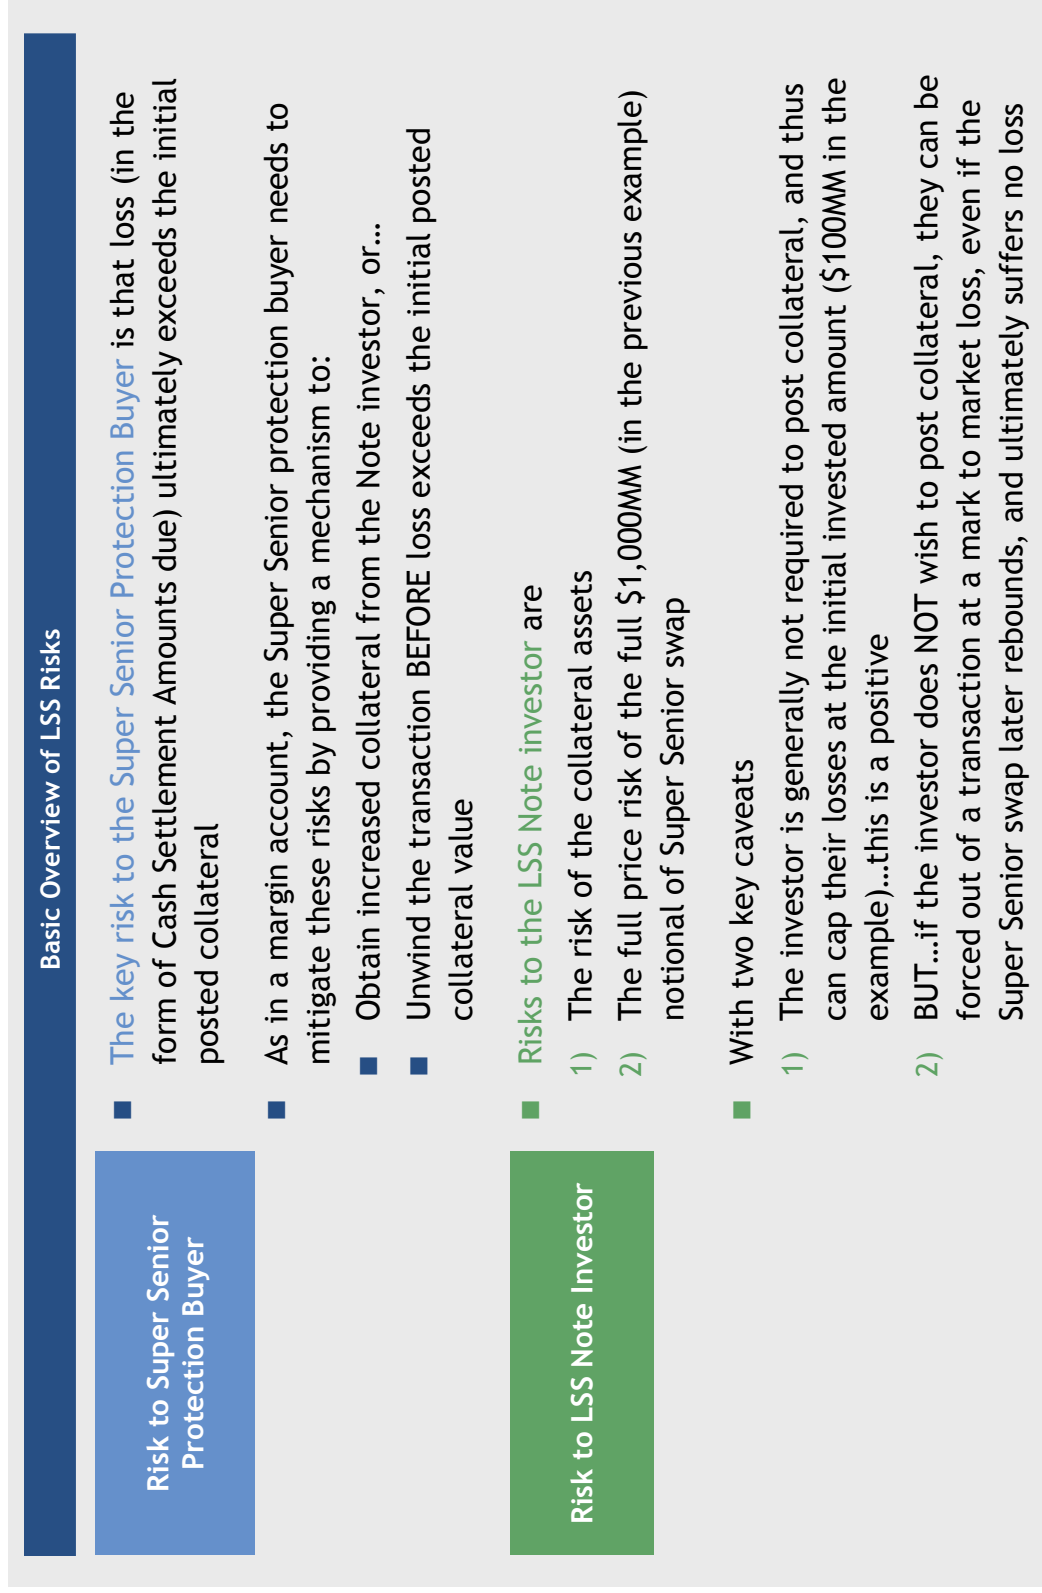 Basic Overview of LSS Risks
Risk to Super Senior
Protection Buyer
■ The key risk to the Super Senior Protection Buyer is that loss (in the
form of Cash Settlement Amounts due) ultimately exceeds the initial
posted collateral
■ As in a margin account, the Super Senior protection buyer needs to
mitigate these risks by providing a mechanism to:
■ Obtain increased collateral from the Note investor, or…
■ Unwind the transaction BEFORE loss exceeds the initial posted
collateral value
Risk to LSS Note Investor
■ Risks to the LSS Note investor are
1) The risk of the collateral assets
2) The full price risk of the full $1,000MM (in the previous example)
notional of Super Senior swap
■ With two key caveats
1) The investor is generally not required to post collateral, and thus
can cap their losses at the initial invested amount ($100MM in the
example)…this is a positive
2) BUT…if the investor does NOT wish to post collateral, they can be
forced out of a transaction at a mark to market loss, even if the
Super Senior swap later rebounds, and ultimately suffers no loss